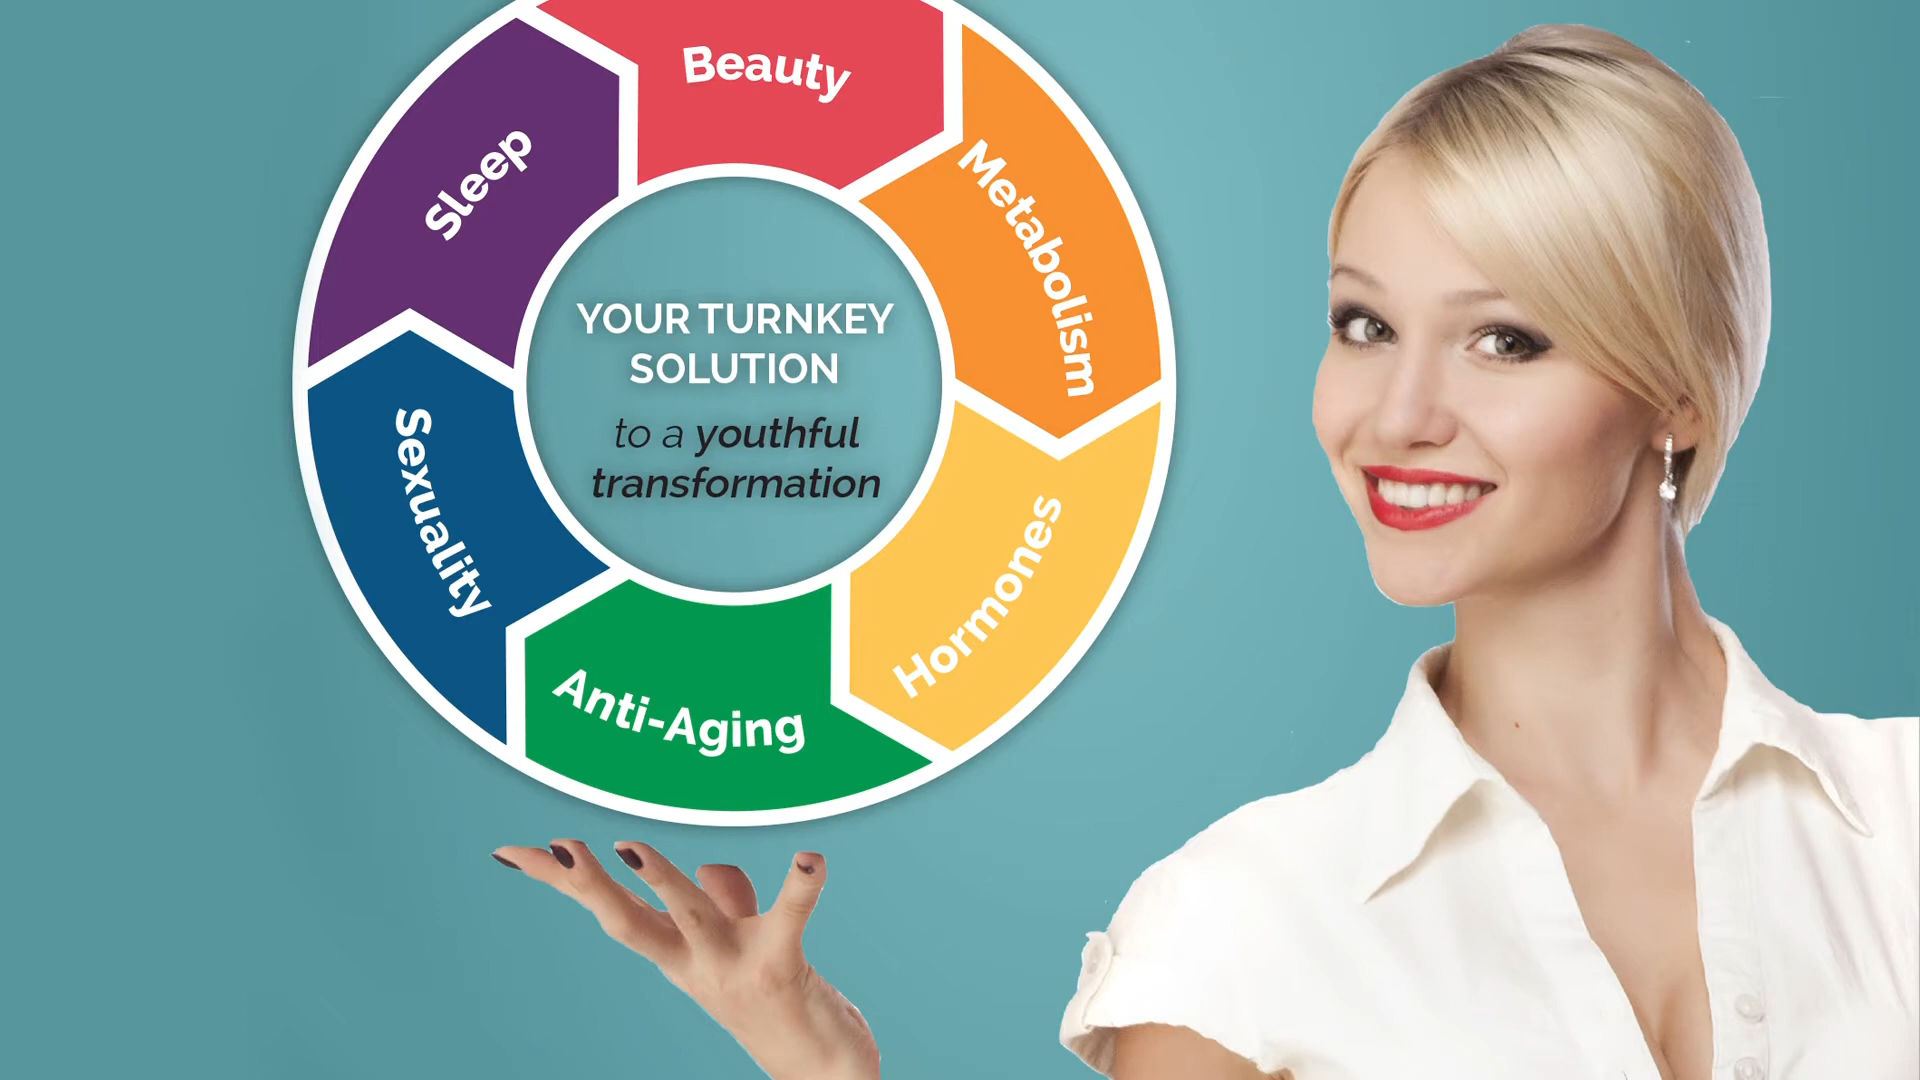 Beauty
Metabolism
Hormones
Anti-Aging
Sexuality
Sleep
YOUR TURNKEY
SOLUTION
to a youthful
transformation